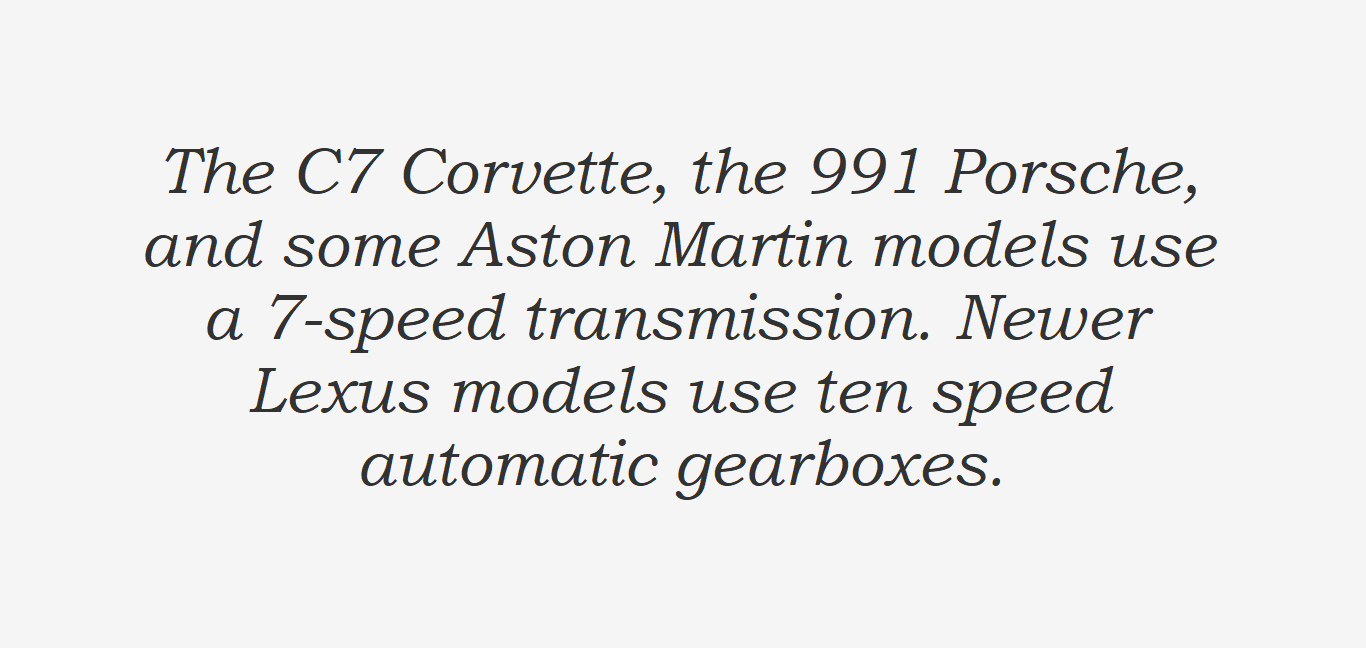 The C7 Corvette, the 991 Porsche,
and some Aston Martin models use
a 7-speed transmission. Newer
Lexus models use ten speed
automatic gearboxes.